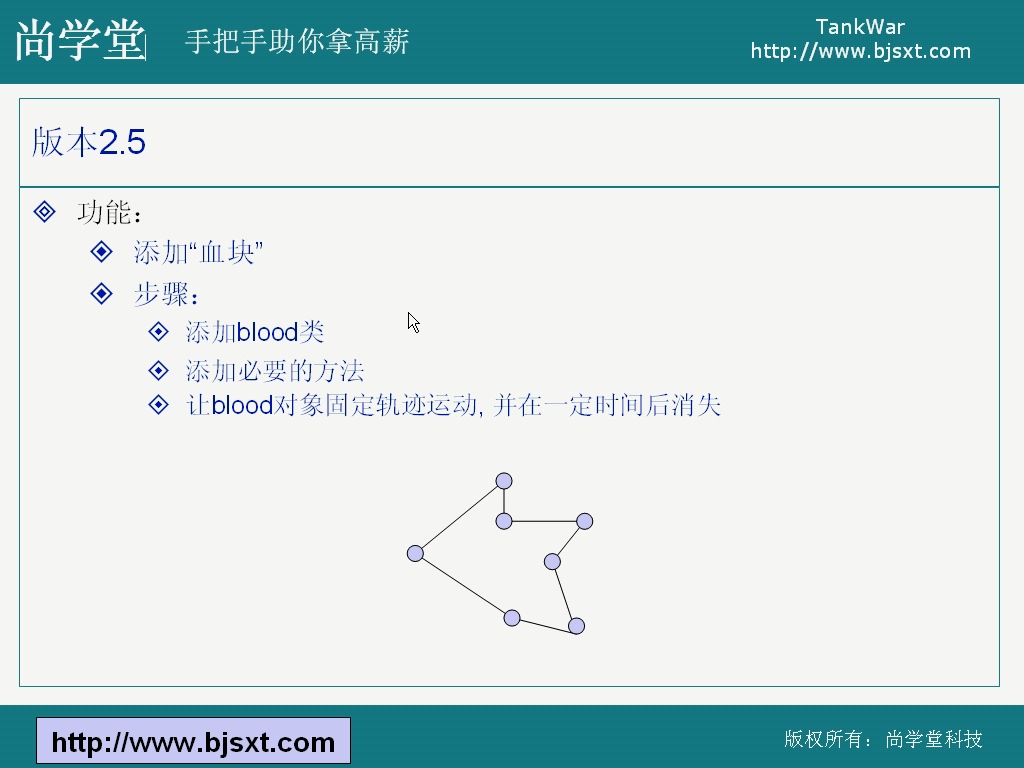 尚学堂 手把手助你拿高薪
TankWar
http://www.bjsxt.com
版本2.5
功能：
添加“血块”
步骤：
添加blood类
添加必要的方法
让blood对象固定轨迹运动, 并在一定时间后消失
http://www.bjsxt.com
版权所有：尚学堂科技